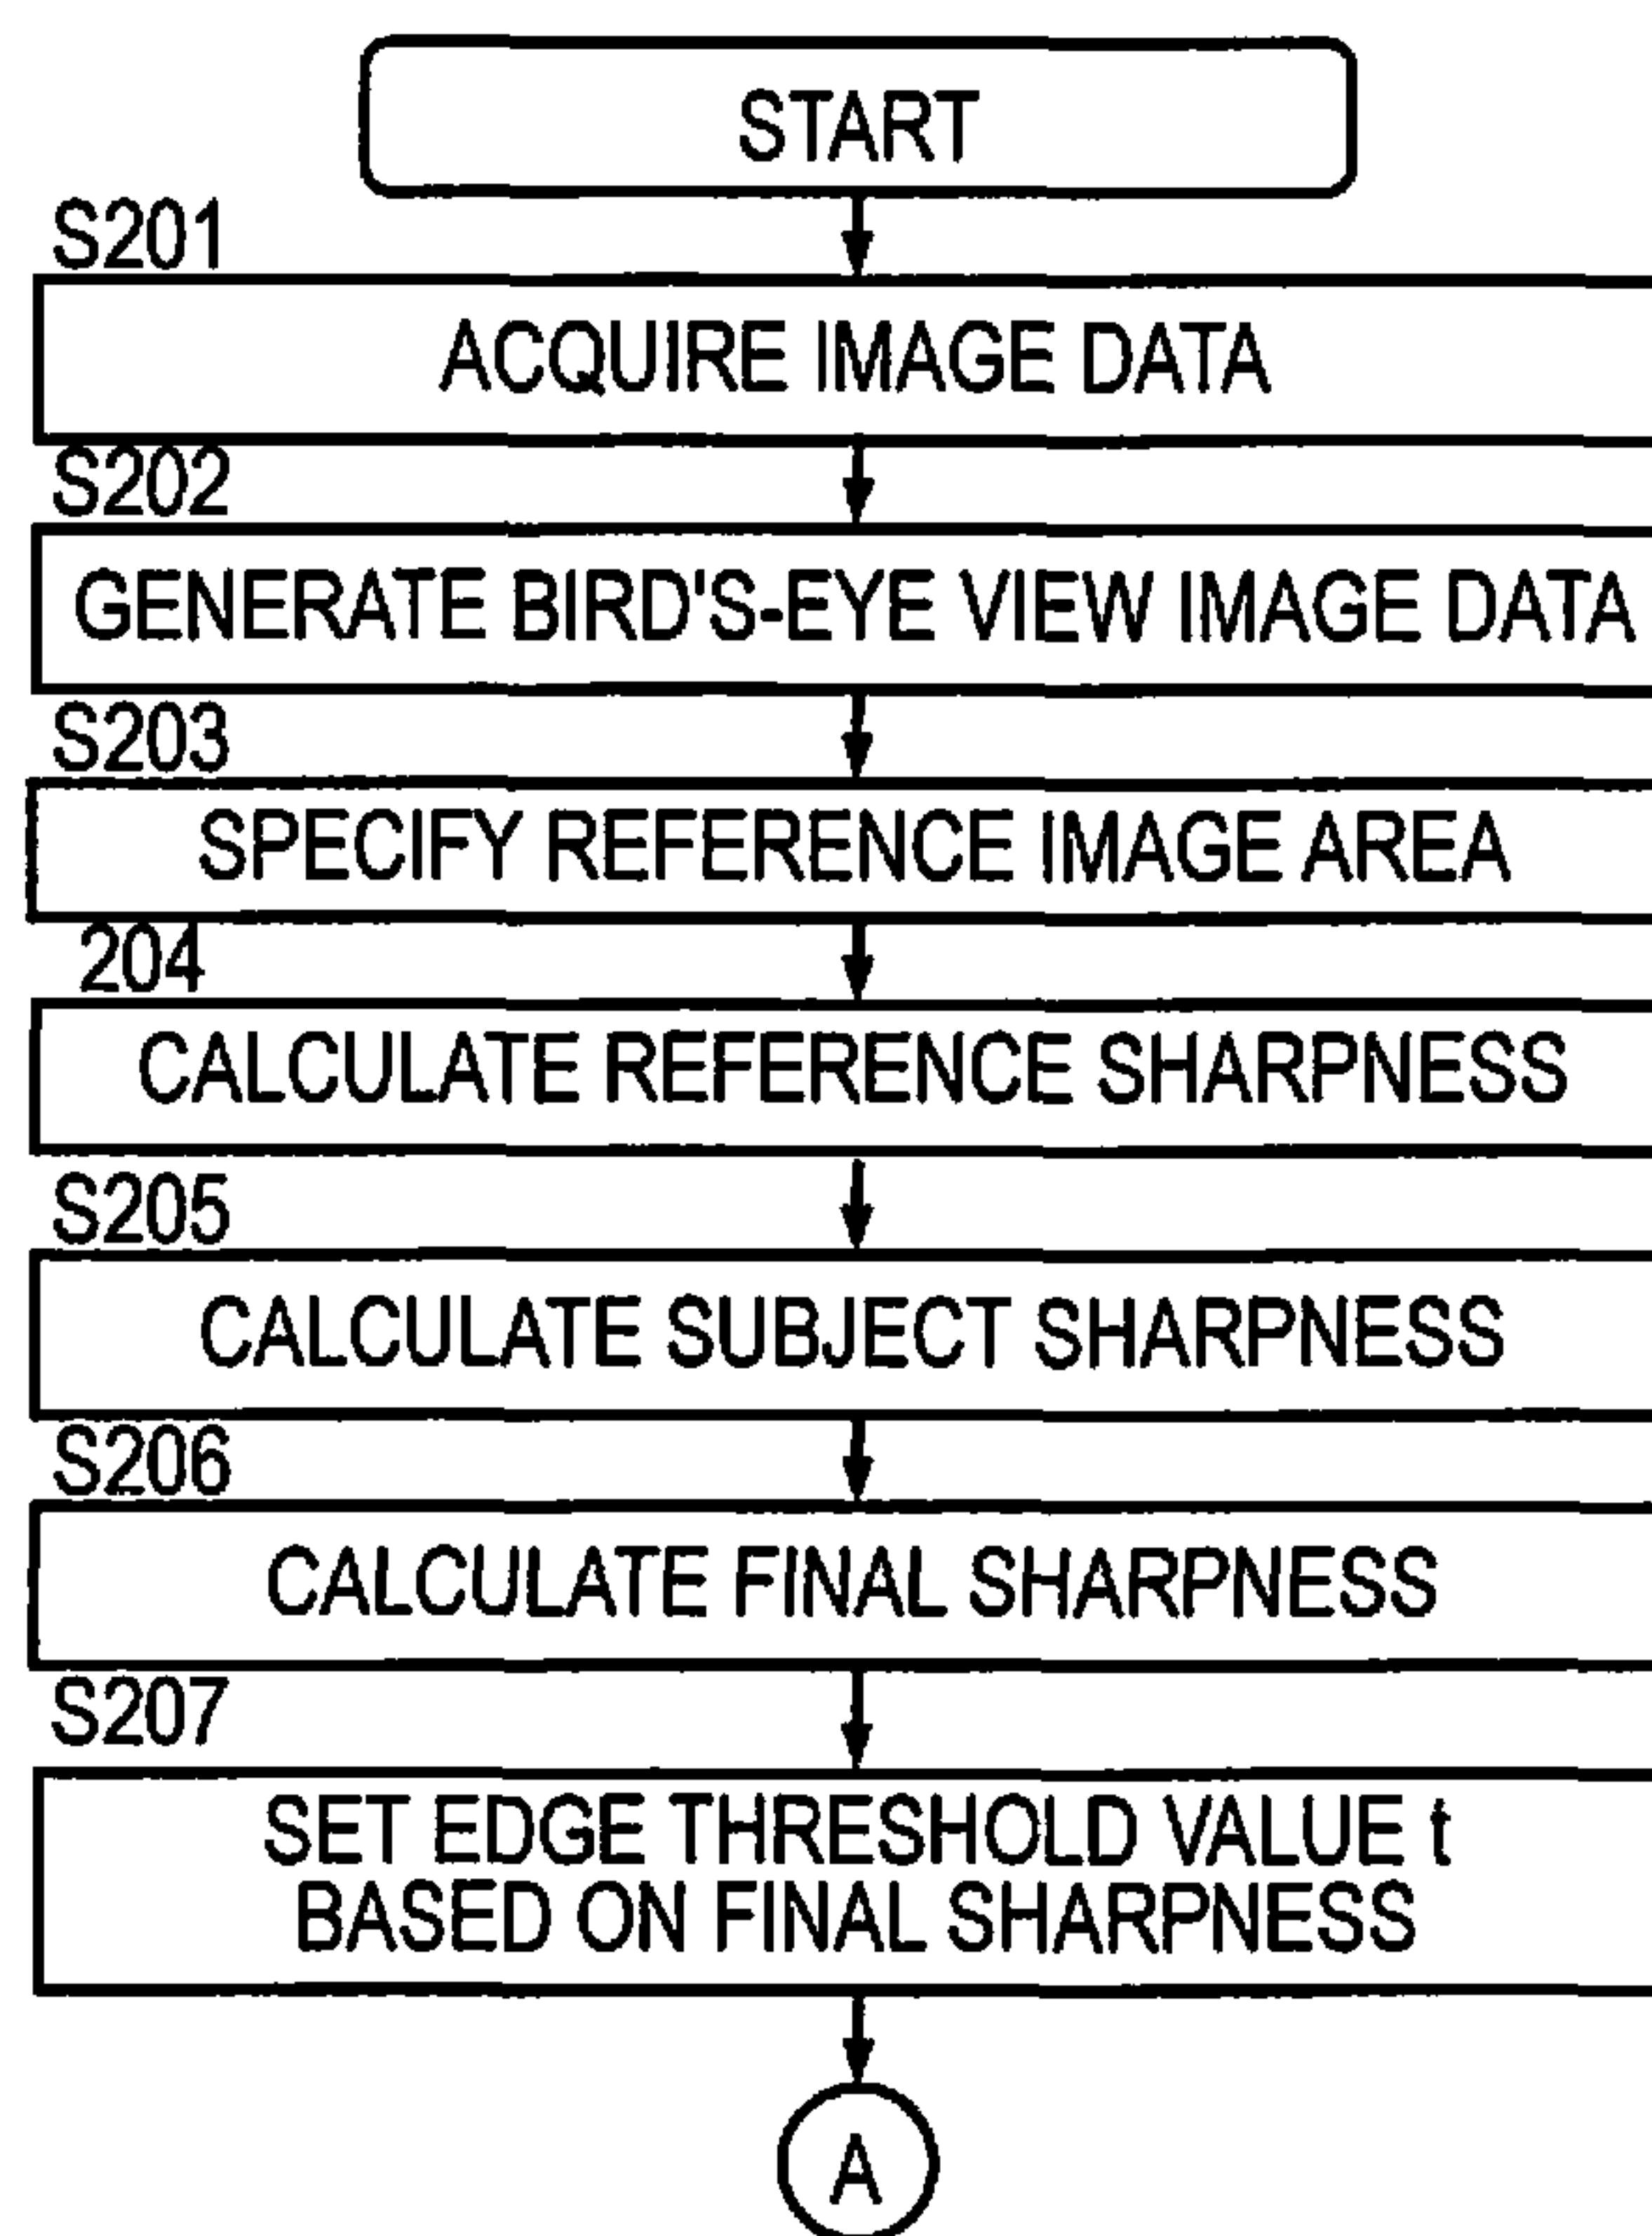 START
S201
ACQUIRE IMAGE DATA
S202
GENERATE BIRD'S-EYE VIEW IMAGE DATA
S203
SPECIFY REFERENCE IMAGE AREA
204
CALCULATE REFERENCE SHARPNESS
S205
CALCULATE SUBJECT SHARPNESS
S206
CALCULATE FINAL SHARPNESS
S207
SET EDGE THRESHOLD VALUE t
BASED ON FINAL SHARPNESS
A